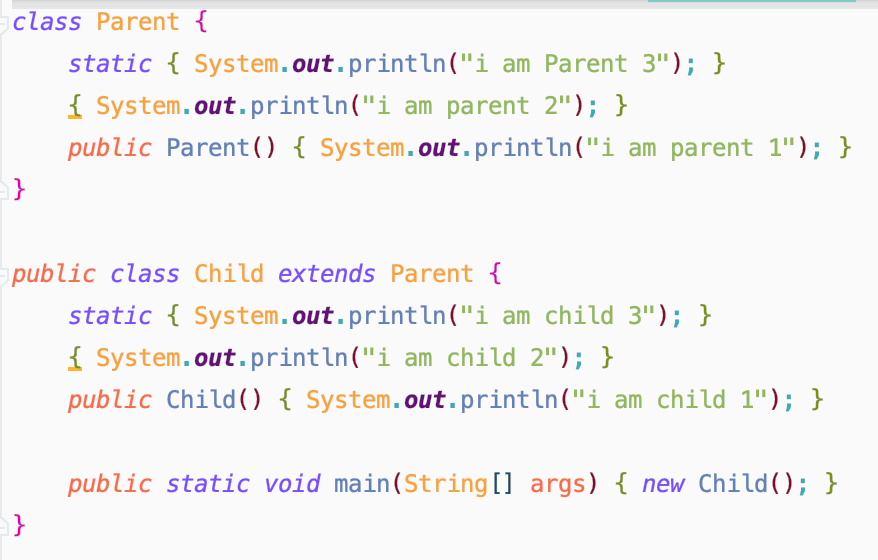 class Parent {
    static { System.out.println("i am Parent 3"); }
    { System.out.println("i am parent 2"); }
    public Parent() { System.out.println("i am parent 1"); }
}

public class Child extends Parent {
    static { System.out.println("i am child 3"); }
    { System.out.println("i am child 2"); }
    public Child() { System.out.println("i am child 1"); }

    public static void main(String[] args) { new Child(); }
}